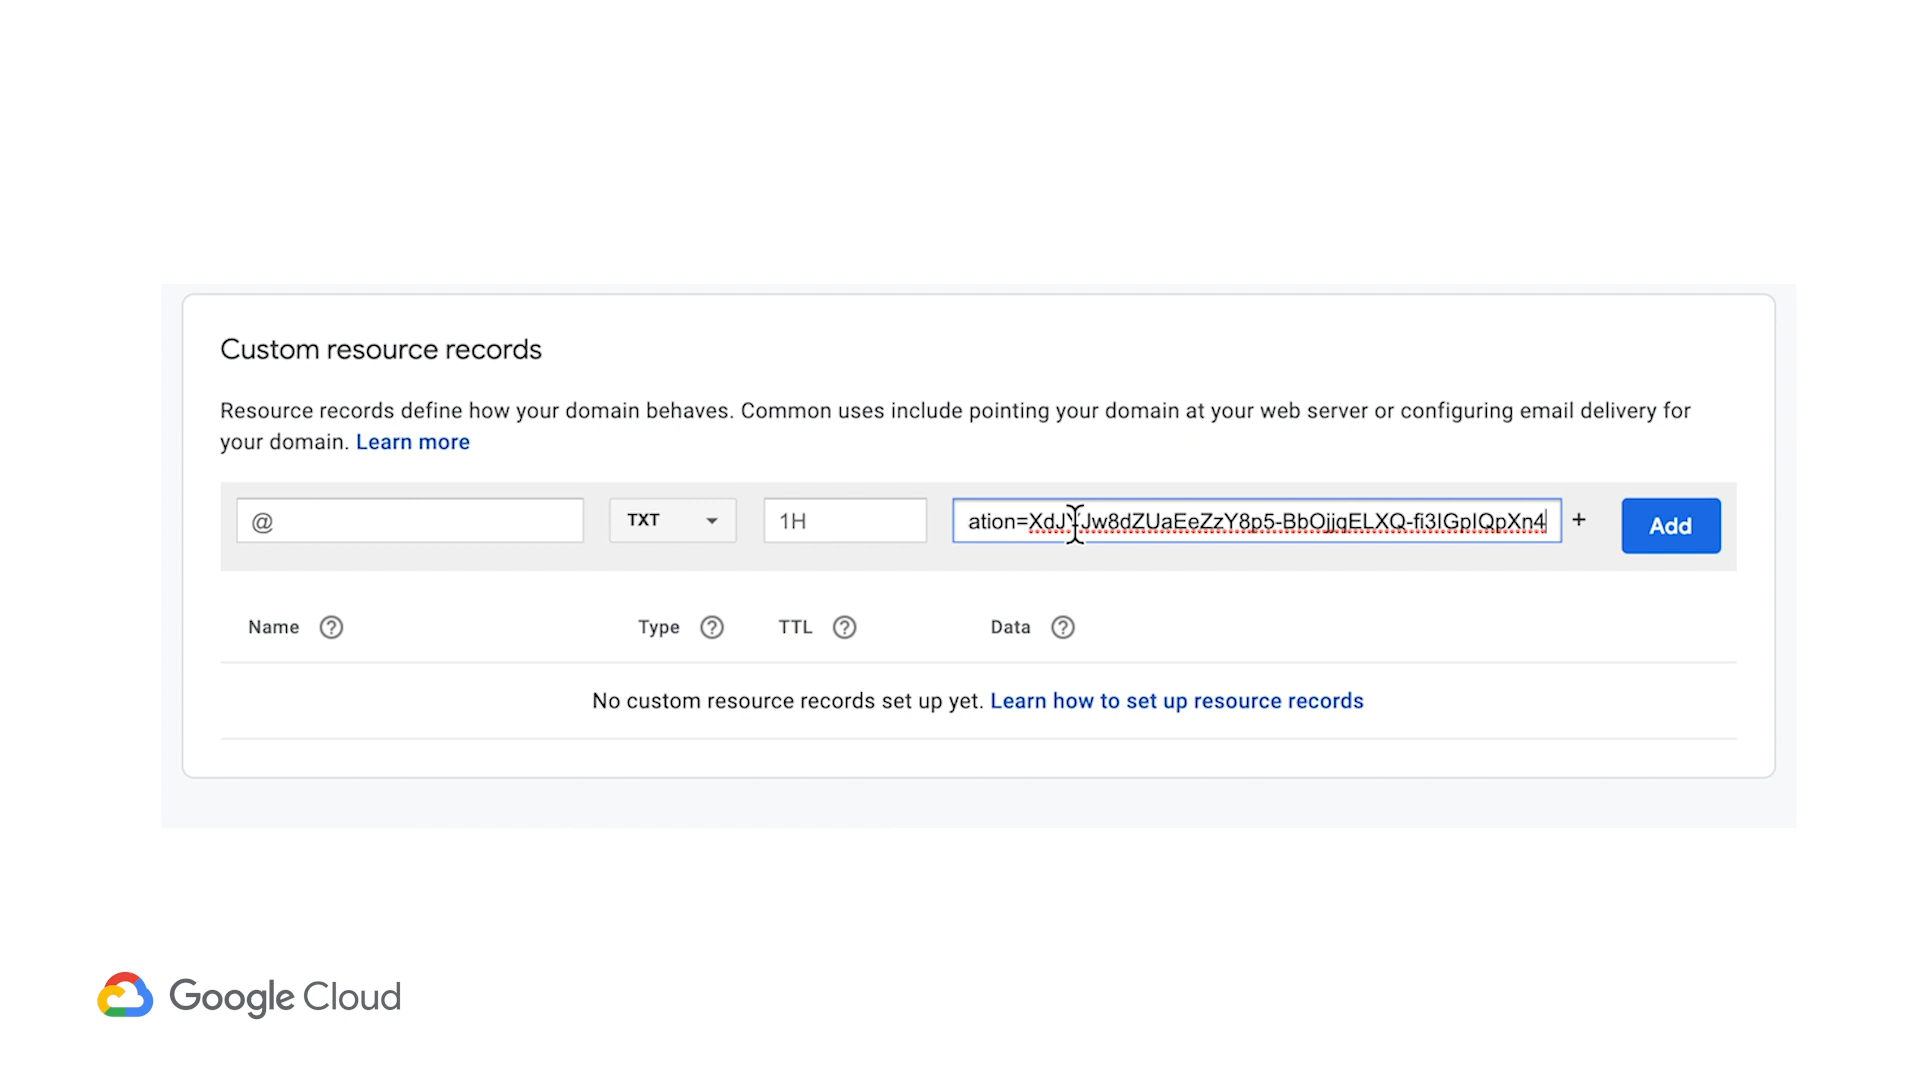 Custom resource records
Resource records define how your domain behaves. Common uses include pointing your domain at your web server or configuring email delivery for
your domain. Learn more
@ TXT 1H + Add
Name Type TTL Data
No custom resource records set up yet. Learn how to set up resource records
Google Cloud